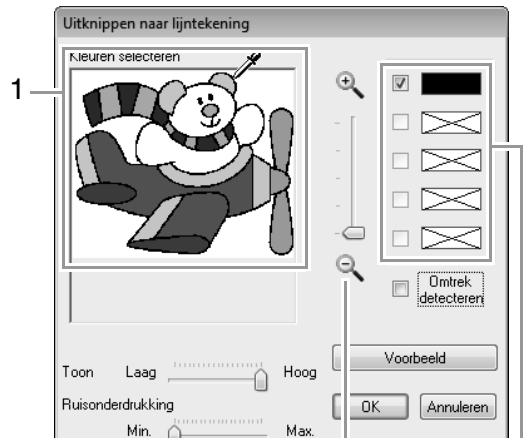 Uitknippen naar lijntekening
Kleuren selecteren
1
Omtrek
detecteren
Voorbeeld
Toon Laag Hoog
Ruisonderdrukking
OK Annuleren
Min. Max.